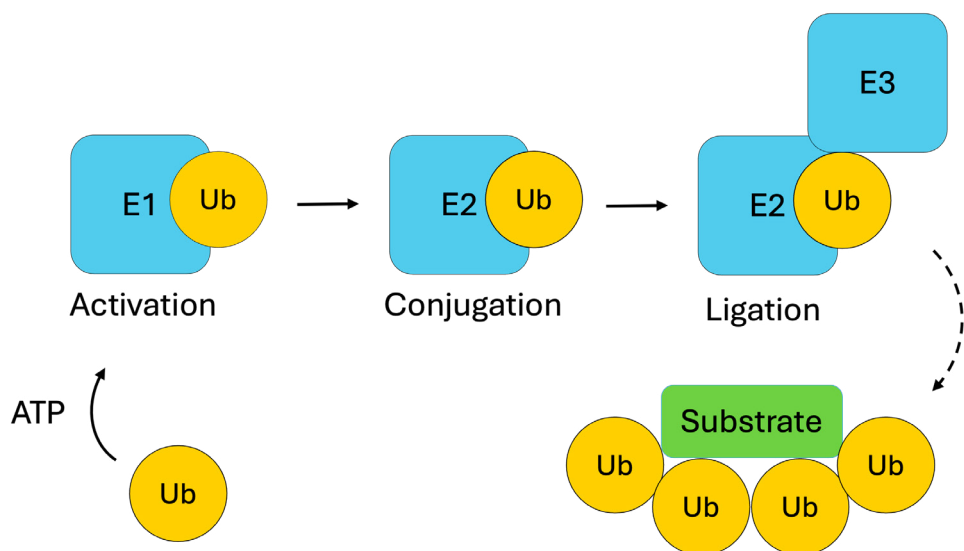 E3
E1
Ub
E2
Ub
E2
Ub
Activation
Conjugation
Ligation
ATP
Ub
Substrate
Ub
Ub
Ub
Ub